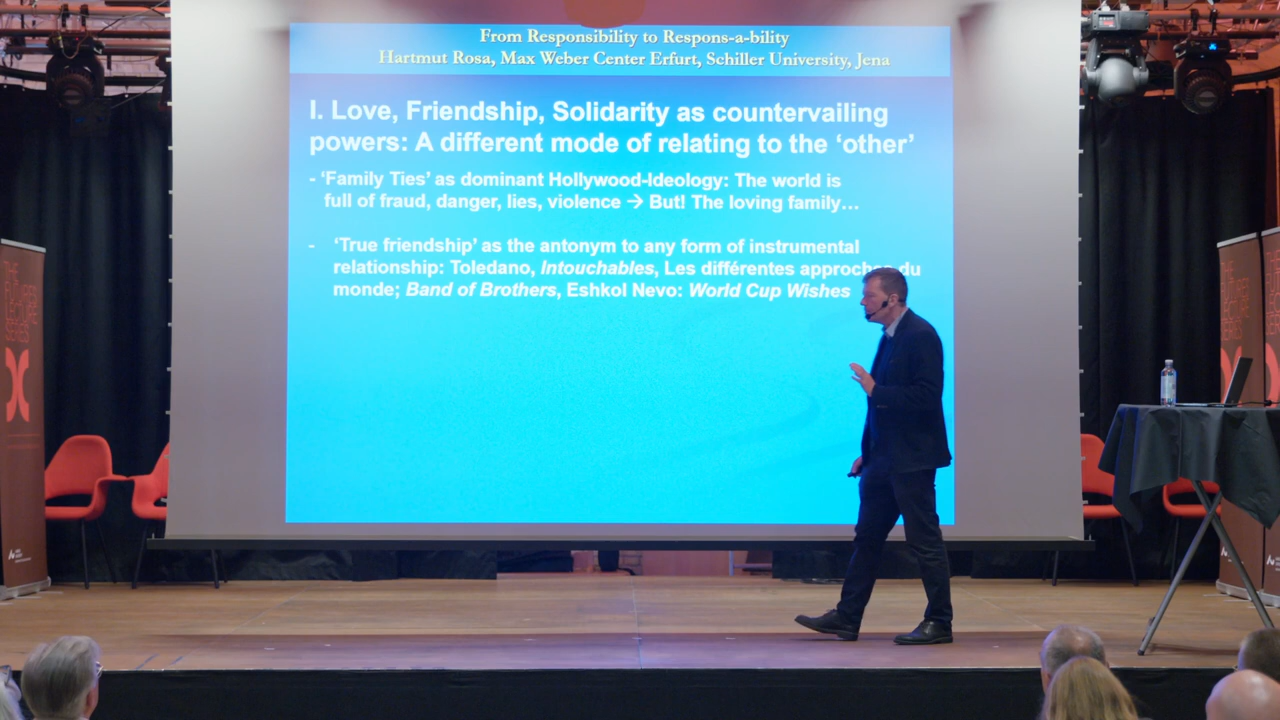 From Responsibility to Respons-a-bility
Hartmut Rosa, Max Weber Center Erfurt, Schiller University, Jena
I. Love, Friendship, Solidarity as countervailing
powers: A different mode of relating to the ‘other’
- ‘Family Ties’ as dominant Hollywood-Ideology: The world is
full of fraud, danger, lies, violence → But! The loving family…
- ‘True friendship’ as the antonym to any form of instrumental
relationship: Toledano, Intouchables, Les différentes approches du
monde; Band of Brothers, Eshkol Nevo: World Cup Wishes